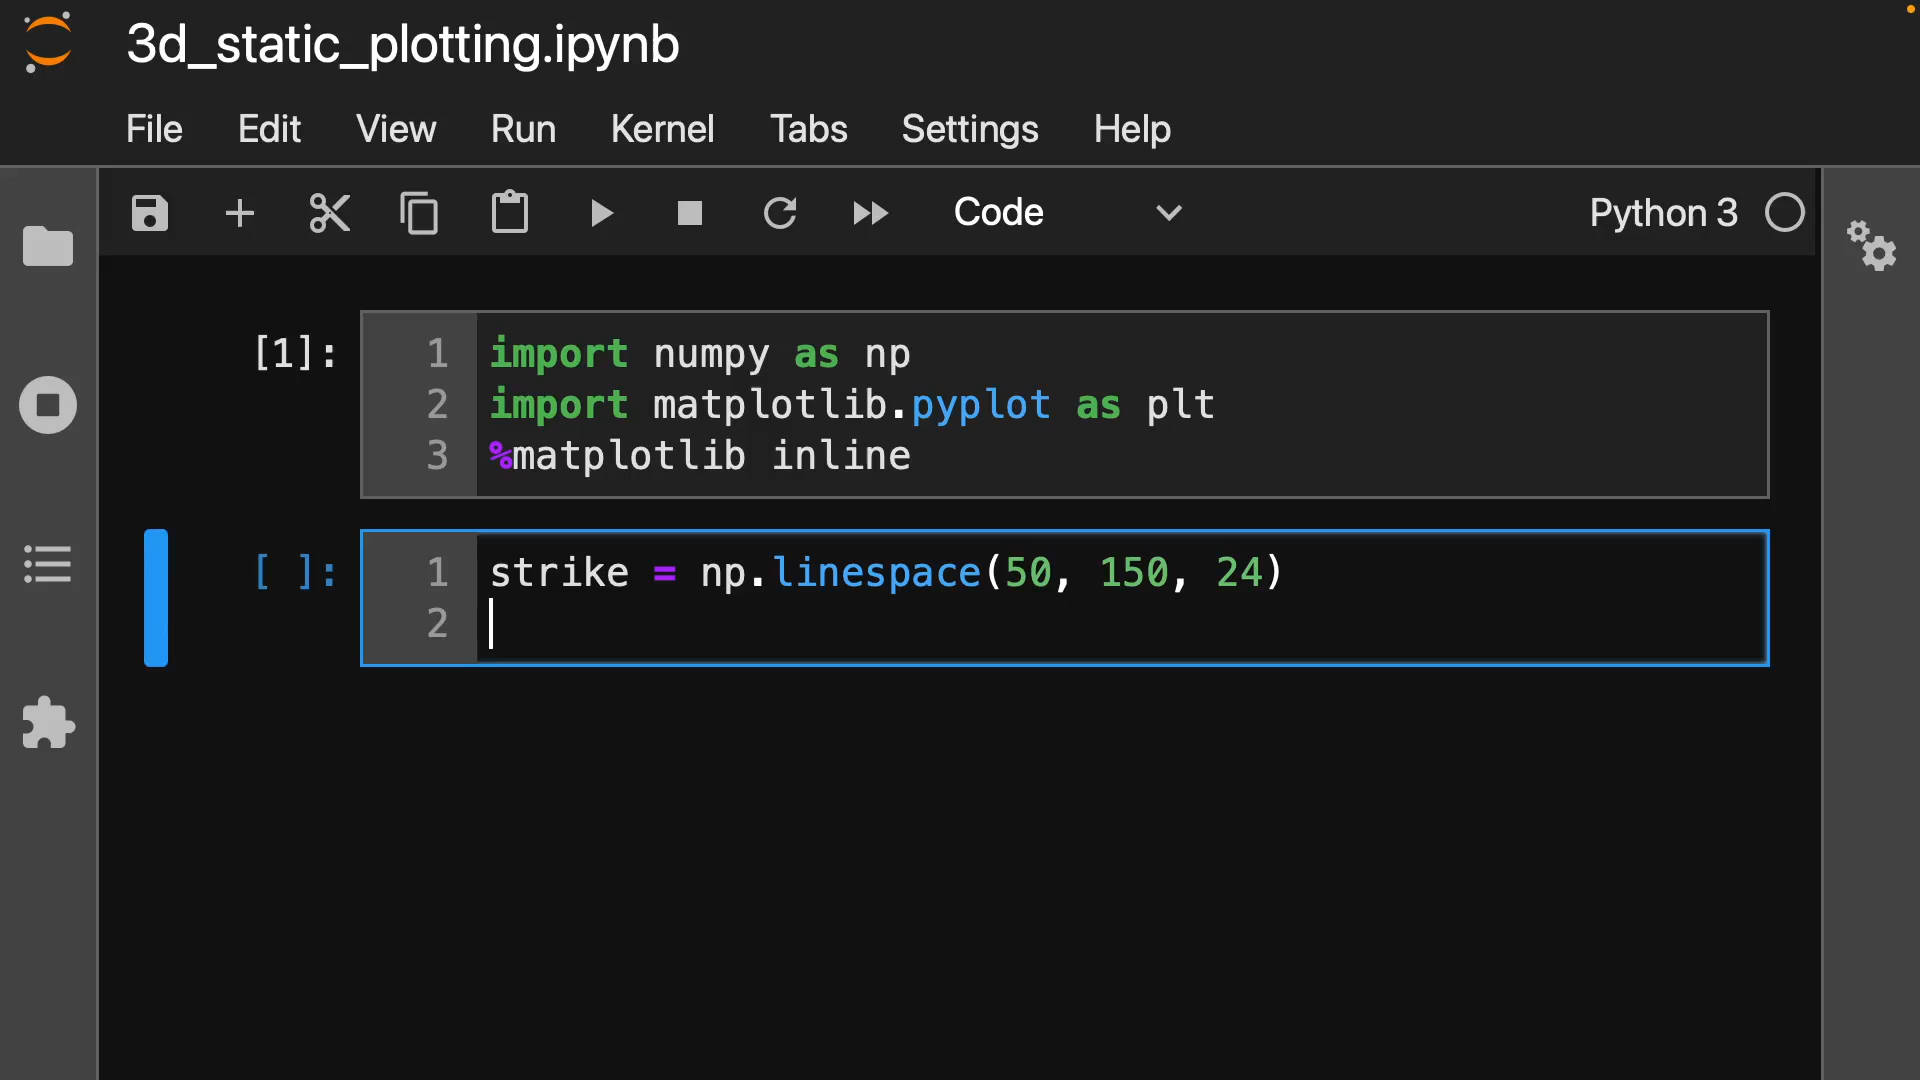 3d_static_plotting.ipynb
File Edit View Run Kernel Tabs Settings Help
Code Python 3
[1]:
1 import numpy as np
2 import matplotlib.pyplot as plt
3 %matplotlib inline
[ ]:
1 strike = np.linespace(50, 150, 24)
2